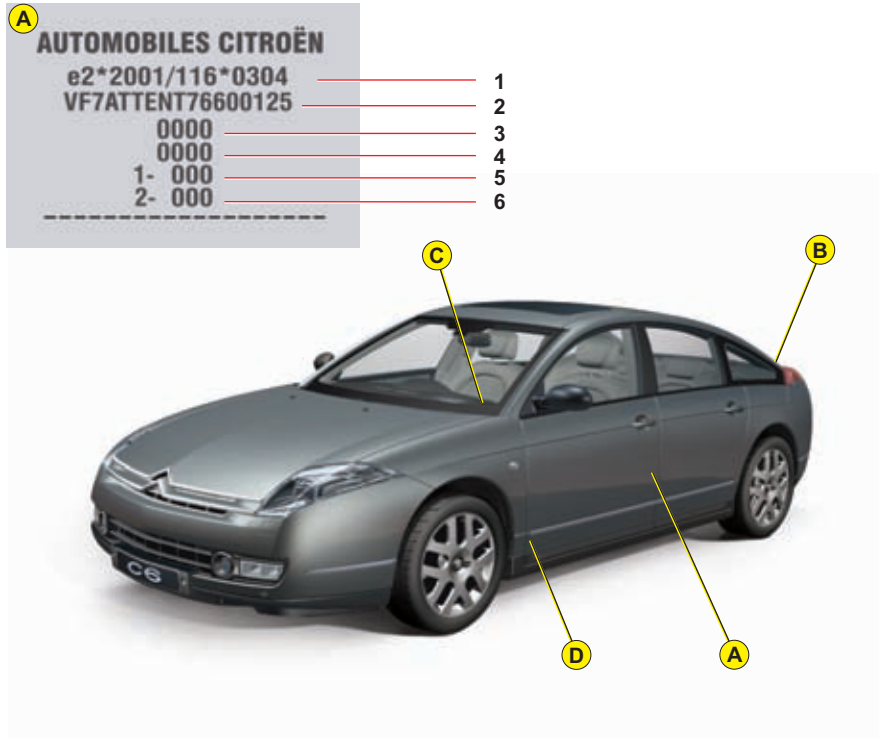 A
AUTOMOBILES CITROËN
e2*2001/116*0304 1
VF7ATTENT76600125 2
0000 3
0000 4
1- 000 5
2- 000 6
C
B
C6
D
A